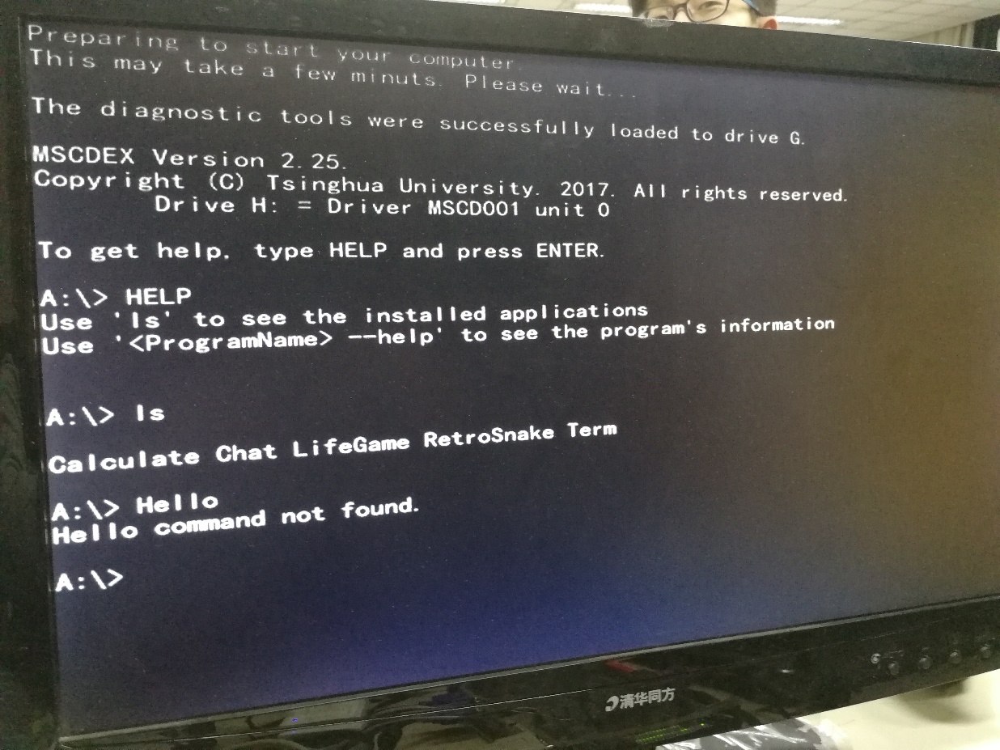 Preparing to start your computer.
This may take a few minuts. Please wait...
The diagnostic tools were successfully loaded to drive G.
MSCDEX Version 2.25.
Copyright (C) Tsinghua University. 2017. All rights reserved.
Drive H: = Driver MSCD001 unit 0
To get help, type HELP and press ENTER.
A:\> HELP
Use 'ls' to see the installed applications
Use '<ProgramName> --help' to see the program's information
A:\> ls
Calculate Chat LifeGame RetroSnake Term
A:\> Hello
Hello command not found.
A:\>
清华同方